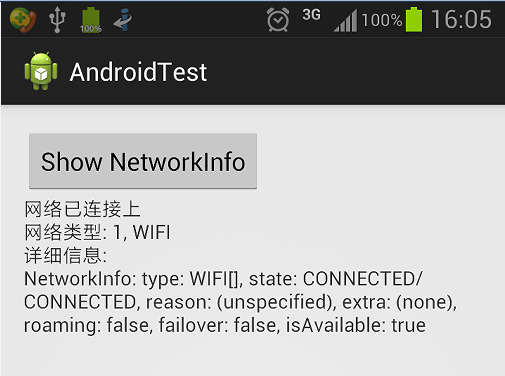 100%
3G
100%
16:05
AndroidTest
Show NetworkInfo
网络已连接上
网络类型: 1, WIFI
详细信息:
NetworkInfo: type: WIFI[], state: CONNECTED/
CONNECTED, reason: (unspecified), extra: (none),
roaming: false, failover: false, isAvailable: true